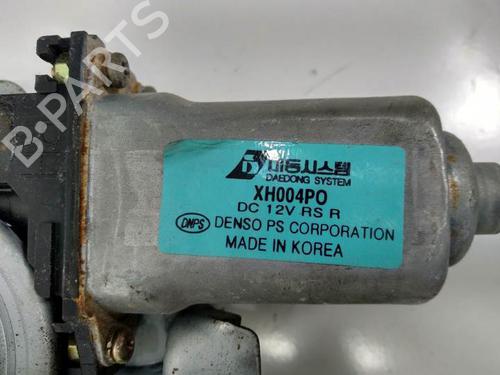 B-PARTS
대동시스템
DAEDONG SYSTEM
XH004PO
DC 12V RS R
DNPS DENSO PS CORPORATION
MADE IN KOREA